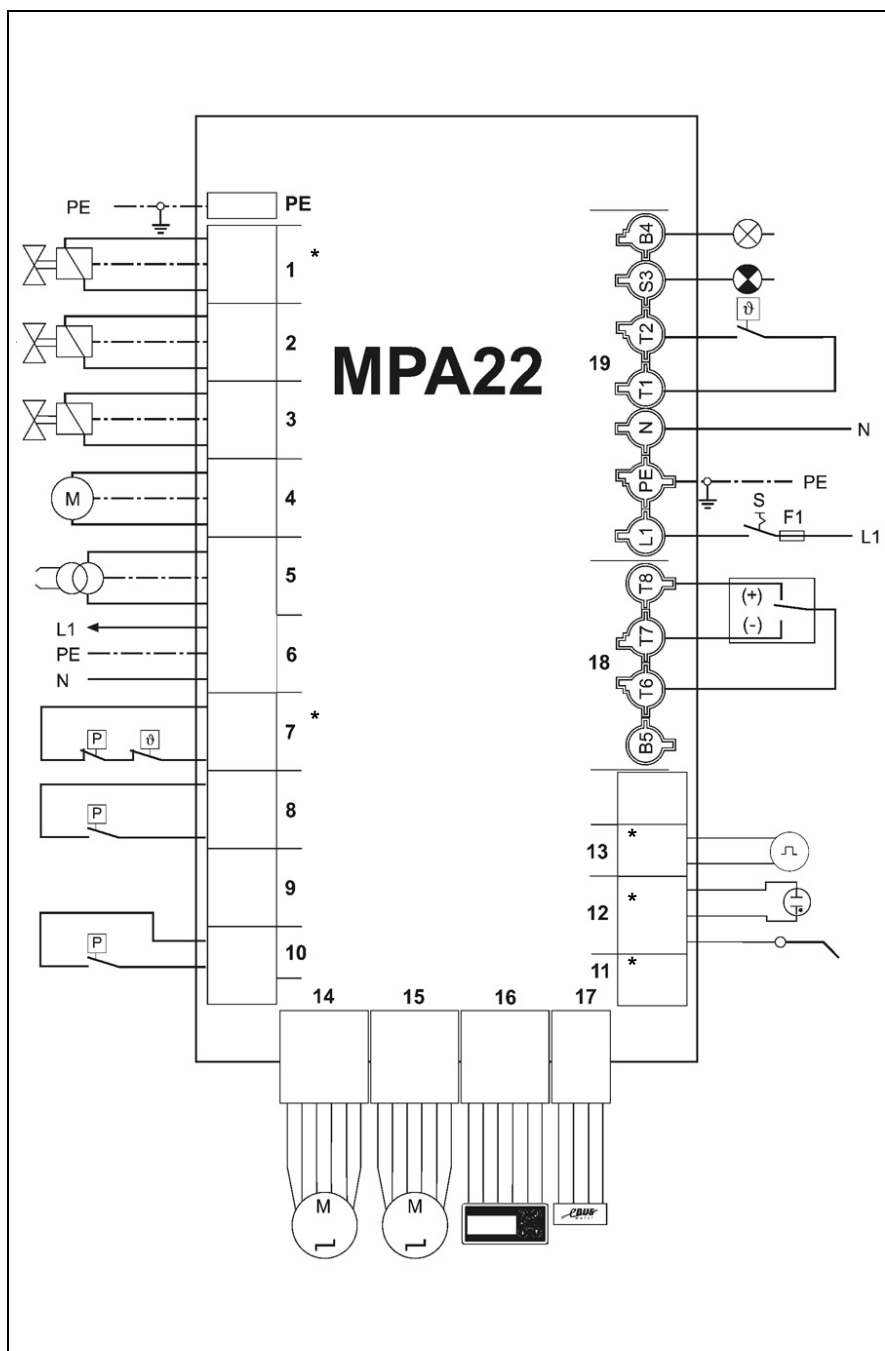 PE
PE
1 *
2
3
M
4
5
L1
PE
6
N
7 *
P
ϑ
8
P
9
10
P
MPA22
B4
S3
ϑ
T2
19
T1
N
N
PE
PE
S
F1
L1
L1
T8
(+)
(-)
T7
18
T6
B5
13 *
12 *
11 *
14
15
16
17
M
M